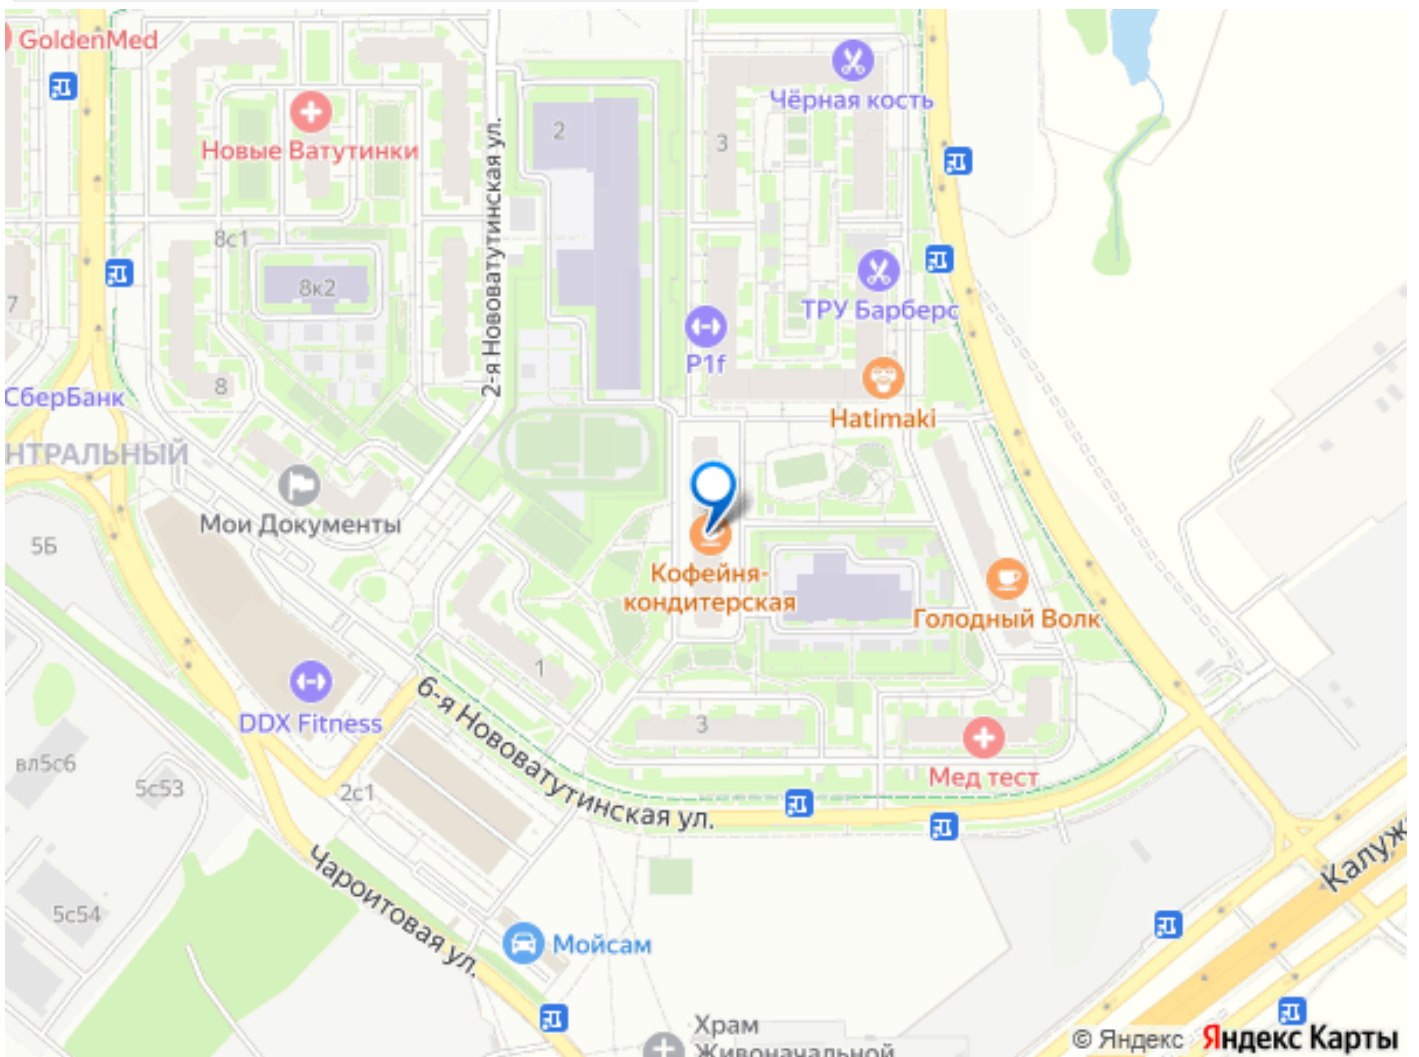 GoldenMed
Чёрная кость
Новые Ватутинки
2
3
2-я Нововатутинская ул.
8с1
8к2
7
ТРУ Барберс
P1f
8
СберБанк
Hatimaki
НТРАЛЬНЫЙ
Мои Документы
5Б
Кофейня-
кондитерская
Голодный Волк
1
DDX Fitness
6-я Нововатутинская ул.
3
Мед тест
вл5с6
5с53
2с1
Калуж
Чароитовая ул.
5с54
Мойсам
Храм
Живоначальной
© Яндекс
Яндекс Карты